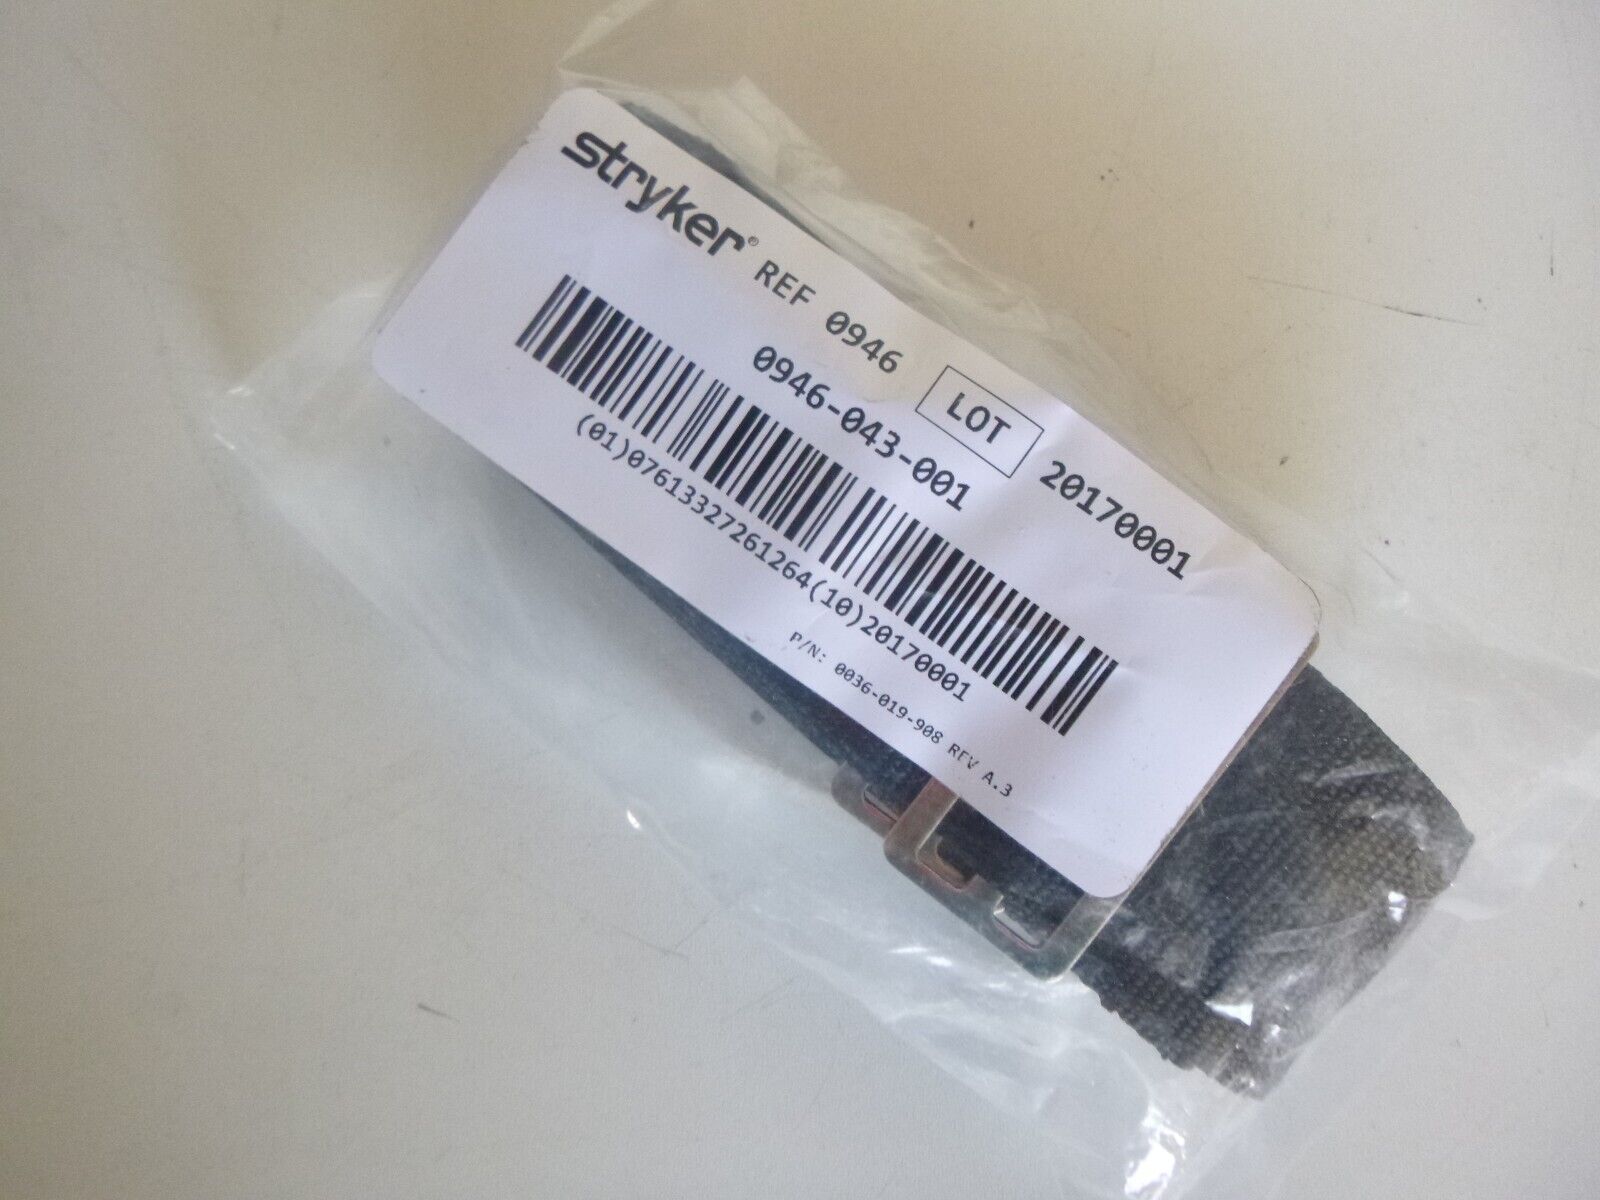 stryker®
REF 0946 LOT 20170001
0946-043-001
(01)07613327261264(10)20170001
P/N: 0036-019-908 REV A.3